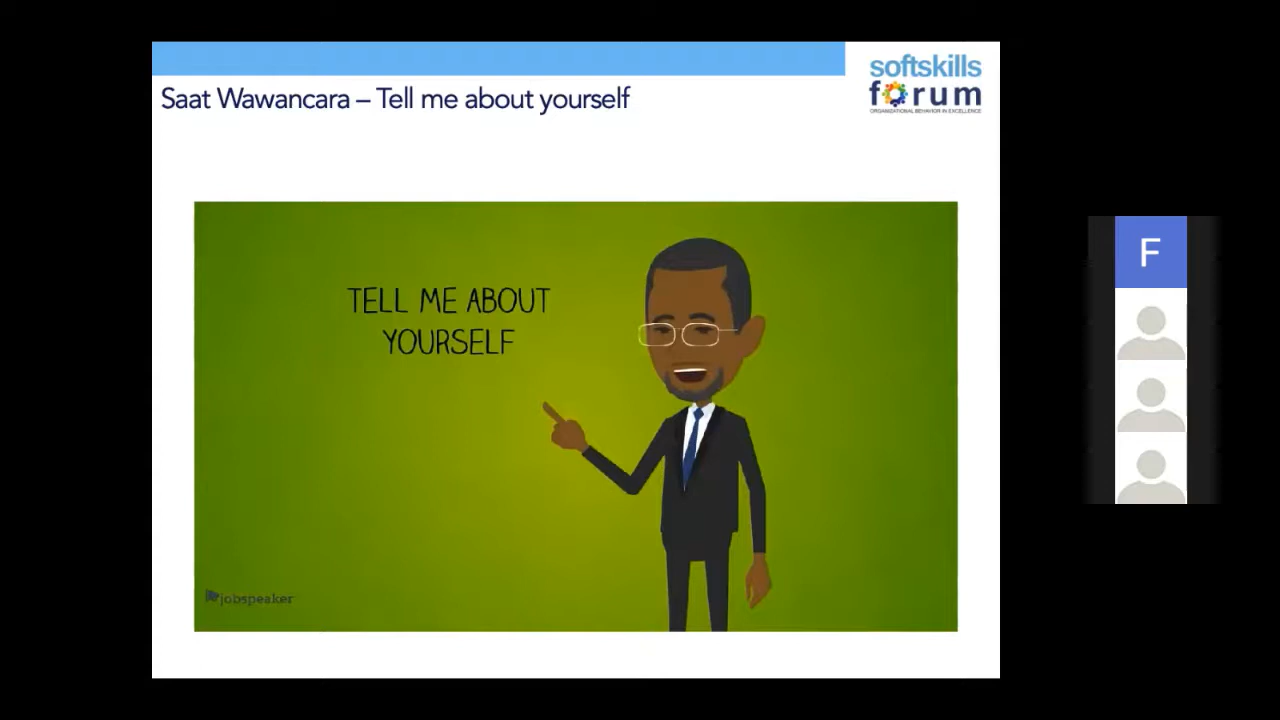 Saat Wawancara – Tell me about yourself
softskills
forum
ORGANIZATIONAL BEHAVIOR IN EXCELLENCE
TELL ME ABOUT
YOURSELF
jobspeaker
F